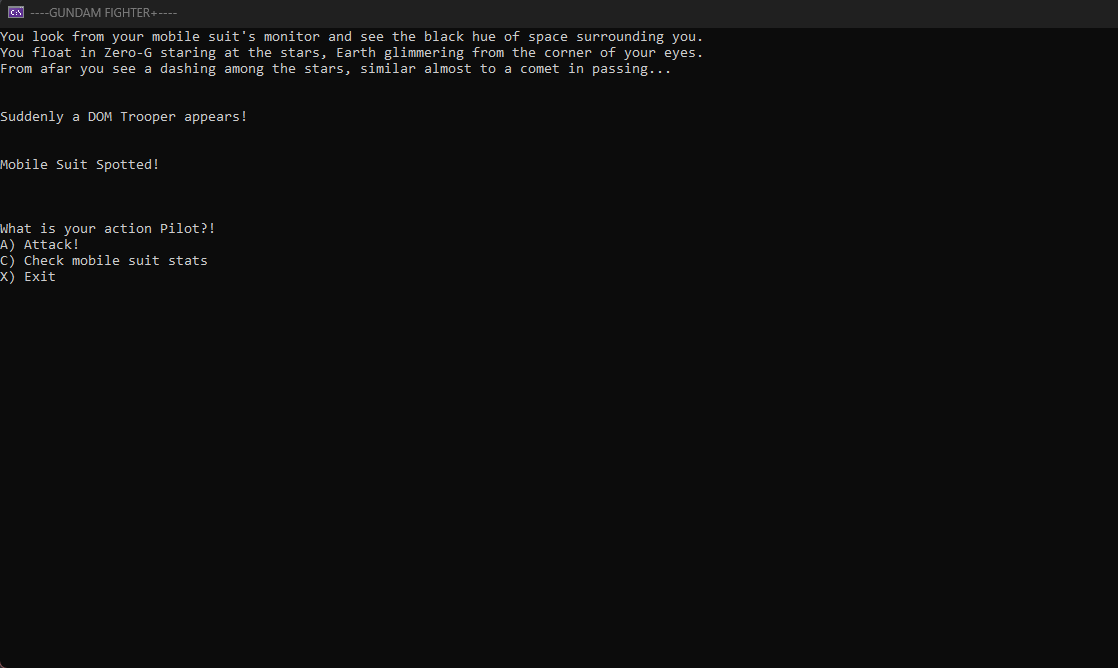 ----GUNDAM FIGHTER+----
You look from your mobile suit's monitor and see the black hue of space surrounding you.
You float in Zero-G staring at the stars, Earth glimmering from the corner of your eyes.
From afar you see a dashing among the stars, similar almost to a comet in passing...
Suddenly a DOM Trooper appears!
Mobile Suit Spotted!
What is your action Pilot?!
A) Attack!
C) Check mobile suit stats
X) Exit